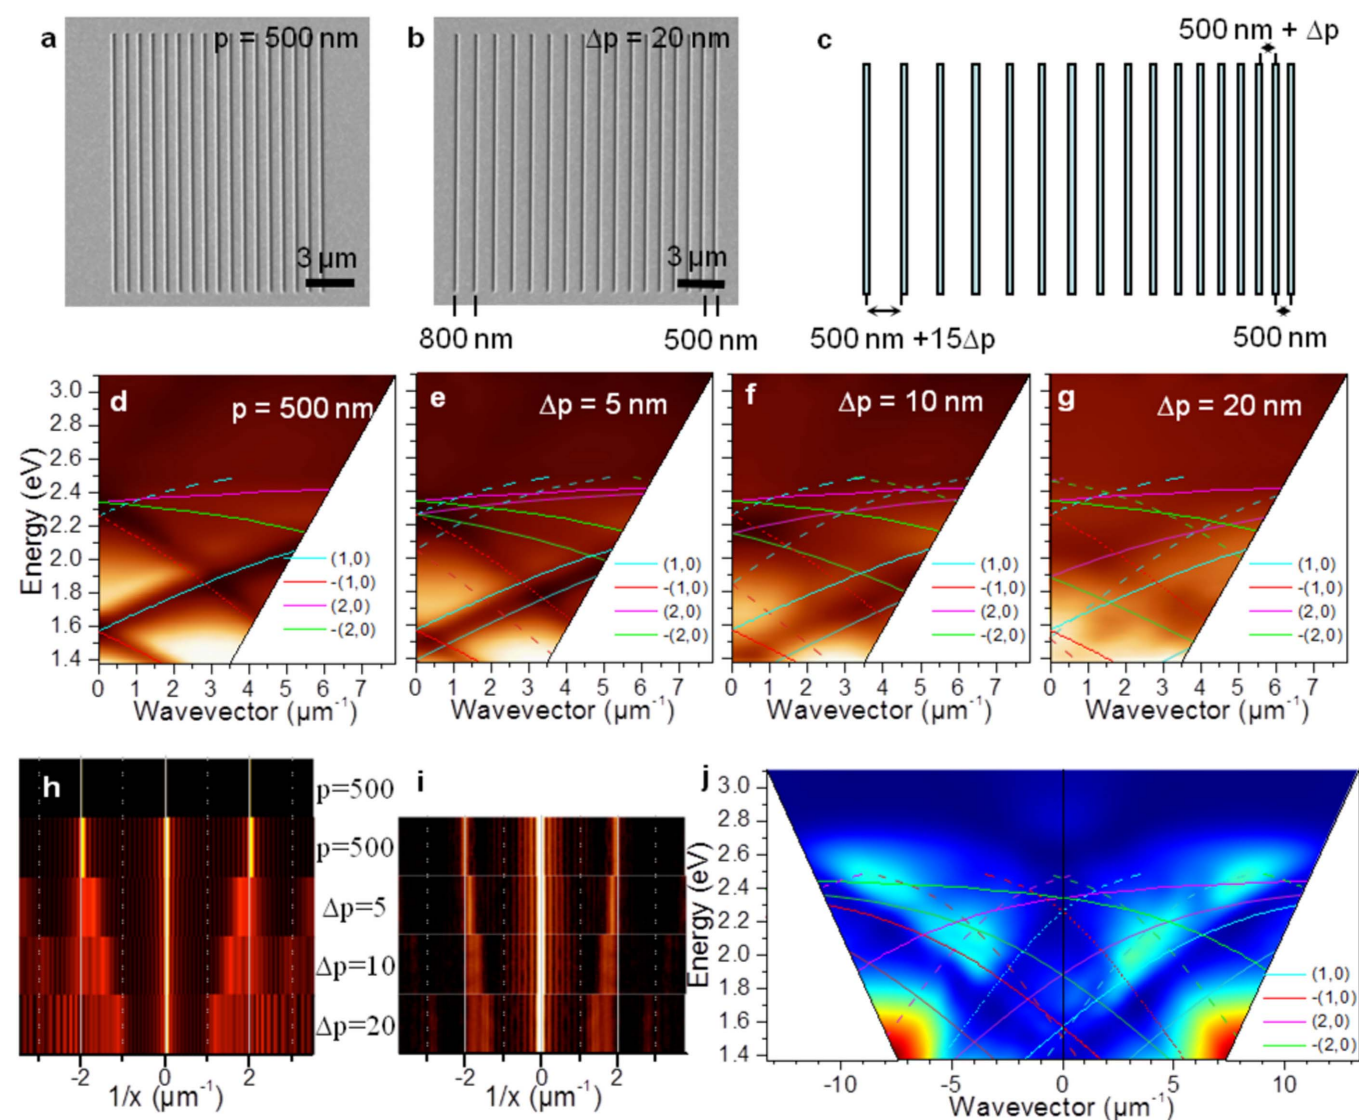 a
p = 500 nm
3 µm
b
Δp = 20 nm
3 µm
800 nm
500 nm
c
500 nm + Δp
500 nm +15Δp
500 nm
Energy (eV)
3.0
2.8
2.6
2.4
2.2
2.0
1.8
1.6
1.4
d
p = 500 nm
(1,0)
-(1,0)
(2,0)
-(2,0)
0 1 2 3 4 5 6 7
Wavevector (µm⁻¹)
e
Δp = 5 nm
(1,0)
-(1,0)
(2,0)
-(2,0)
0 1 2 3 4 5 6 7
Wavevector (µm⁻¹)
f
Δp = 10 nm
(1,0)
-(1,0)
(2,0)
-(2,0)
0 1 2 3 4 5 6 7
Wavevector (µm⁻¹)
g
Δp = 20 nm
(1,0)
-(1,0)
(2,0)
-(2,0)
0 1 2 3 4 5 6 7
Wavevector (µm⁻¹)
h
p=500
p=500
Δp=5
Δp=10
Δp=20
-2 0 2
1/x (µm⁻¹)
i
-2 0 2
1/x (µm⁻¹)
j
Energy (eV)
3.0
2.8
2.6
2.4
2.2
2.0
1.8
1.6
1.4
(1,0)
-(1,0)
(2,0)
-(2,0)
-10 -5 0 5 10
Wavevector (µm⁻¹)